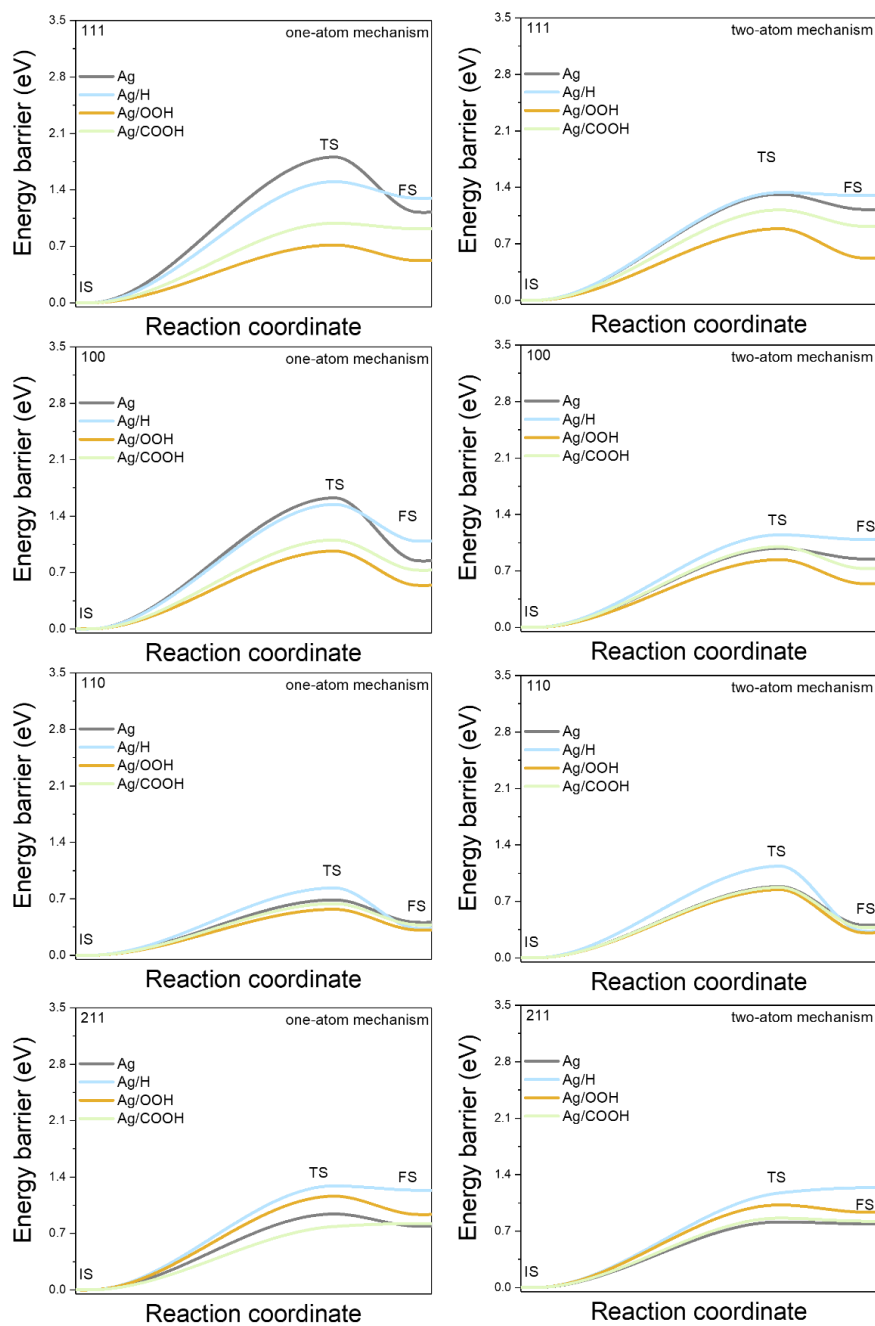 111
one-atom mechanism
3.5
2.8
2.1
1.4
0.7
0.0
Energy barrier (eV)
Ag
Ag/H
Ag/OOH
Ag/COOH
TS
FS
IS
Reaction coordinate
111
two-atom mechanism
3.5
2.8
2.1
1.4
0.7
0.0
Energy barrier (eV)
Ag
Ag/H
Ag/OOH
Ag/COOH
TS
FS
IS
Reaction coordinate
100
one-atom mechanism
3.5
2.8
2.1
1.4
0.7
0.0
Energy barrier (eV)
Ag
Ag/H
Ag/OOH
Ag/COOH
TS
FS
IS
Reaction coordinate
100
two-atom mechanism
3.5
2.8
2.1
1.4
0.7
0.0
Energy barrier (eV)
Ag
Ag/H
Ag/OOH
Ag/COOH
TS
FS
IS
Reaction coordinate
110
one-atom mechanism
3.5
2.8
2.1
1.4
0.7
0.0
Energy barrier (eV)
Ag
Ag/H
Ag/OOH
Ag/COOH
TS
FS
IS
Reaction coordinate
110
two-atom mechanism
3.5
2.8
2.1
1.4
0.7
0.0
Energy barrier (eV)
Ag
Ag/H
Ag/OOH
Ag/COOH
TS
FS
IS
Reaction coordinate
211
one-atom mechanism
3.5
2.8
2.1
1.4
0.7
0.0
Energy barrier (eV)
Ag
Ag/H
Ag/OOH
Ag/COOH
TS
FS
IS
Reaction coordinate
211
two-atom mechanism
3.5
2.8
2.1
1.4
0.7
0.0
Energy barrier (eV)
Ag
Ag/H
Ag/OOH
Ag/COOH
TS
FS
IS
Reaction coordinate